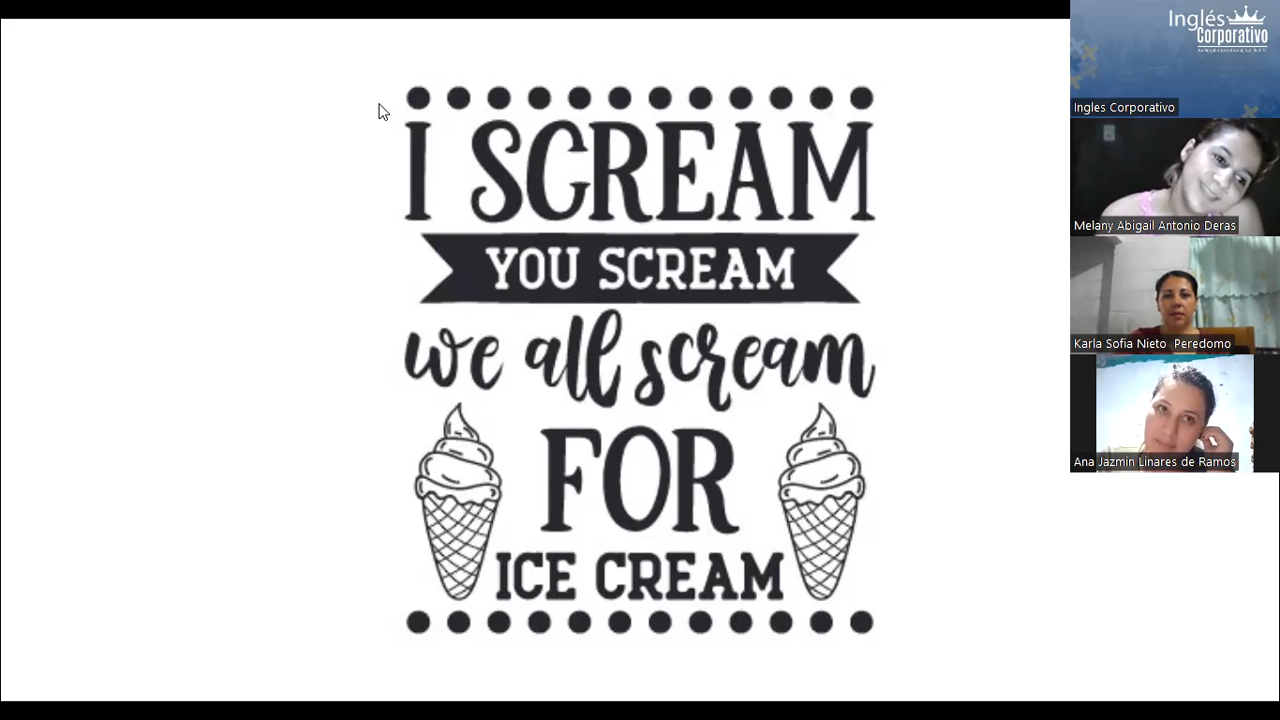 I SCREAM
YOU SCREAM
we all scream
FOR
ICE CREAM
Inglés
Corporativo
Ingles Corporativo
Melany Abigail Antonio Deras
Karla Sofia Nieto Peredomo
Ana Jazmin Linares de Ramos